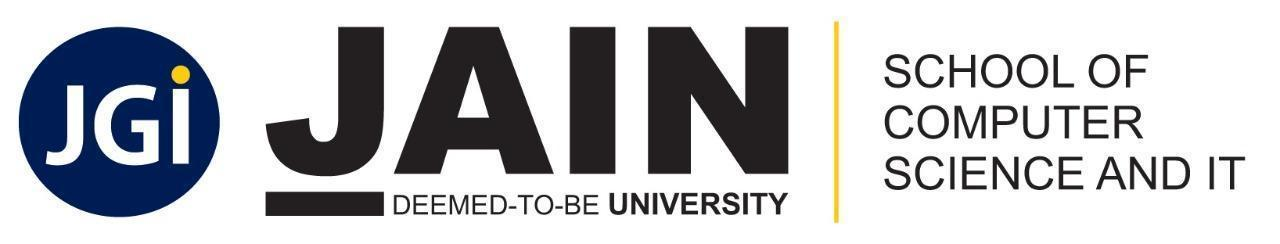 JGi
JAIN
DEEMED-TO-BE UNIVERSITY
SCHOOL OF
COMPUTER
SCIENCE AND IT